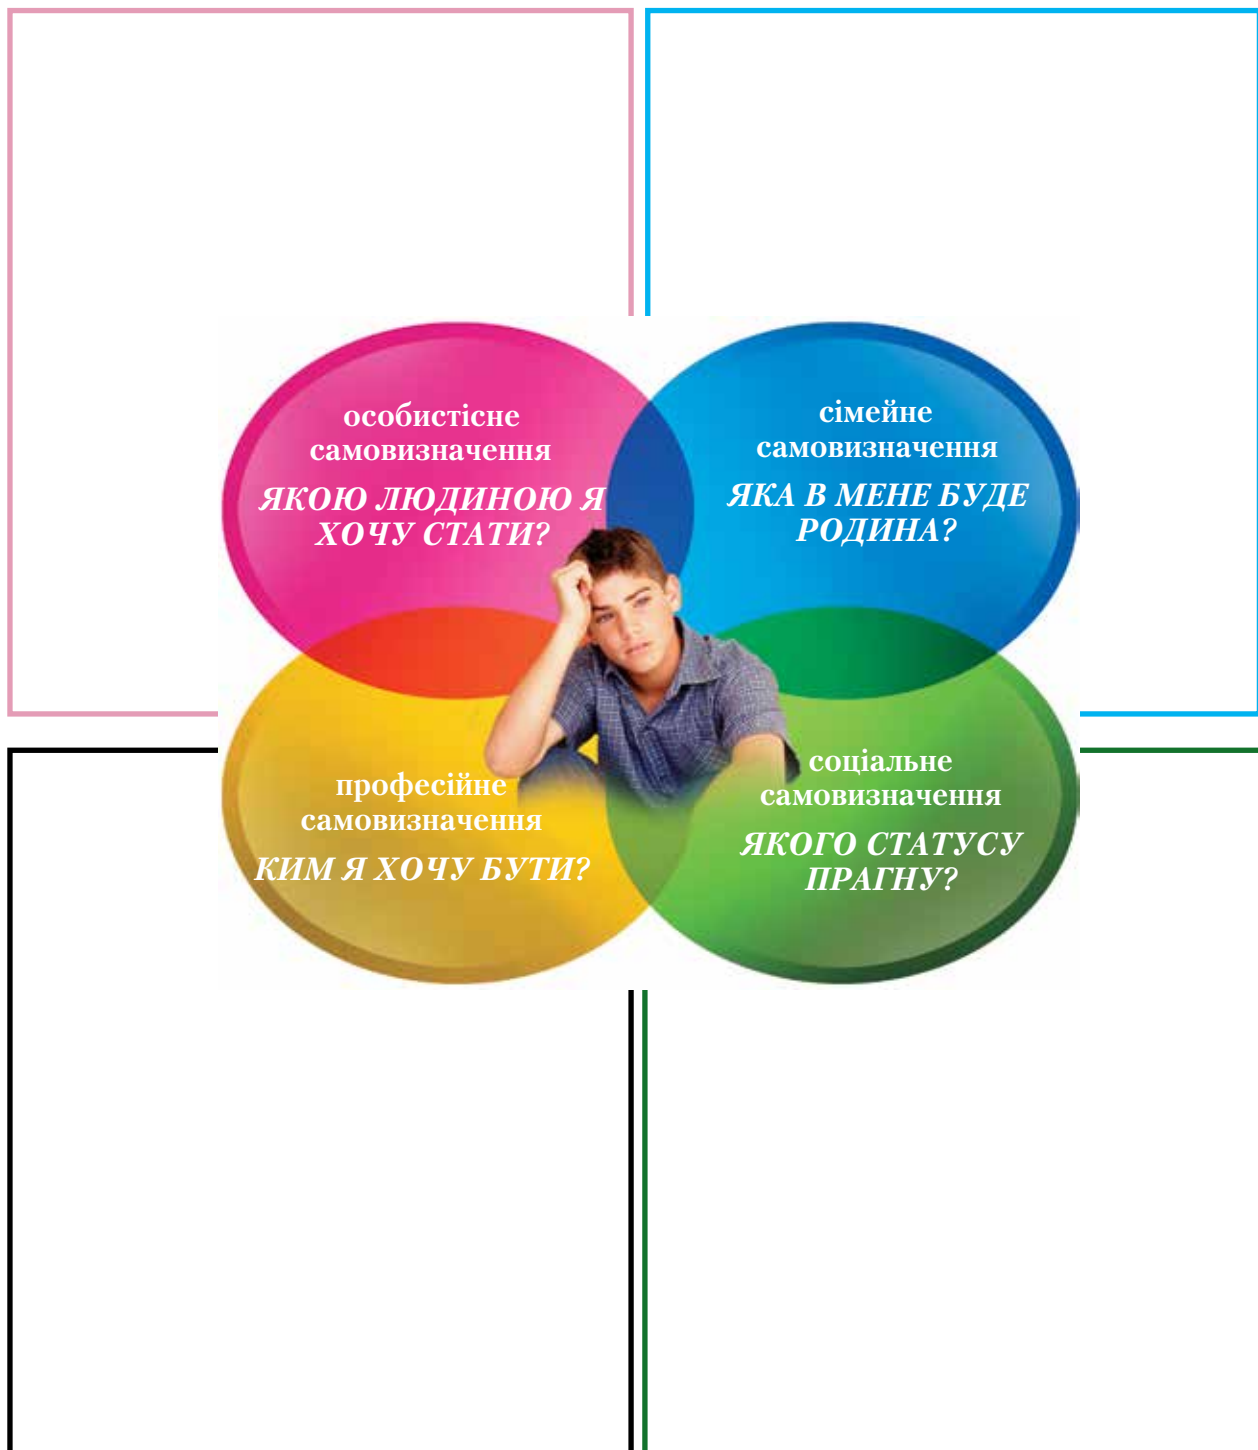 особистісне
самовизначення
ЯКОЮ ЛЮДИНОЮ Я
ХОЧУ СТАТИ?
сімейне
самовизначення
ЯКА В МЕНЕ БУДЕ
РОДИНА?
професійне
самовизначення
КИМ Я ХОЧУ БУТИ?
соціальне
самовизначення
ЯКОГО СТАТУСУ
ПРАГНУ?